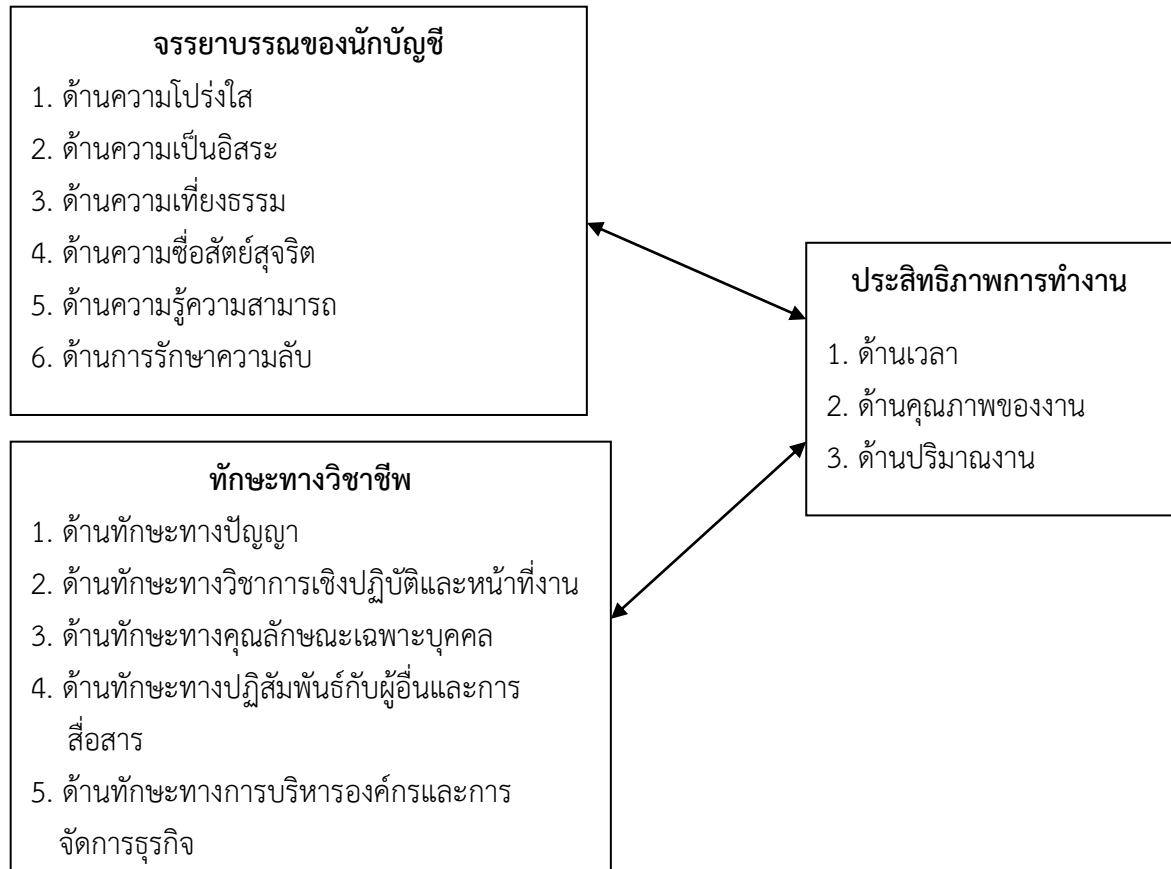 จรรยาบรรณของนักบัญชี
1. ด้านความโปร่งใส
2. ด้านความเป็นอิสระ
3. ด้านความเที่ยงธรรม
4. ด้านความซื่อสัตย์สุจริต
5. ด้านความรู้ความสามารถ
6. ด้านการรักษาความลับ
ทักษะทางวิชาชีพ
1. ด้านทักษะทางปัญญา
2. ด้านทักษะทางวิชาการเชิงปฏิบัติและหน้าที่งาน
3. ด้านทักษะทางคุณลักษณะเฉพาะบุคคล
4. ด้านทักษะทางปฏิสัมพันธ์กับผู้อื่นและการ
สื่อสาร
5. ด้านทักษะทางการบริหารองค์กรและการ
จัดการธุรกิจ
ประสิทธิภาพการทำงาน
1. ด้านเวลา
2. ด้านคุณภาพของงาน
3. ด้านปริมาณงาน